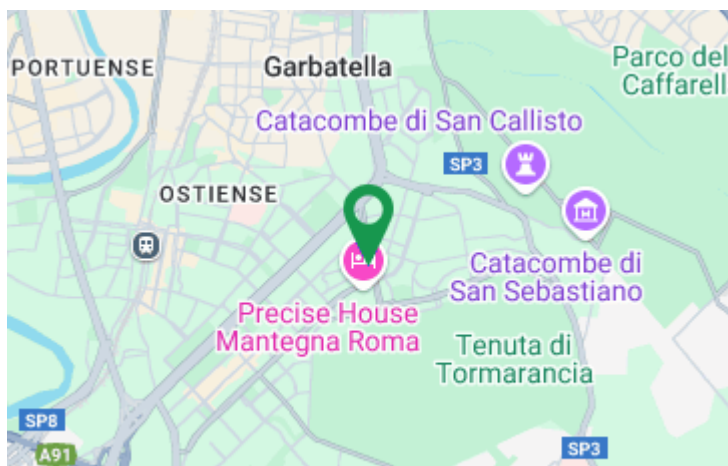 PORTUENSE
Garbatella
Parco del
Caffarell
Catacombe di San Callisto
SP3
OSTIENSE
Catacombe di
San Sebastiano
Precise House
Mantegna Roma
Tenuta di
Tormarancia
SP8
A91
SP3